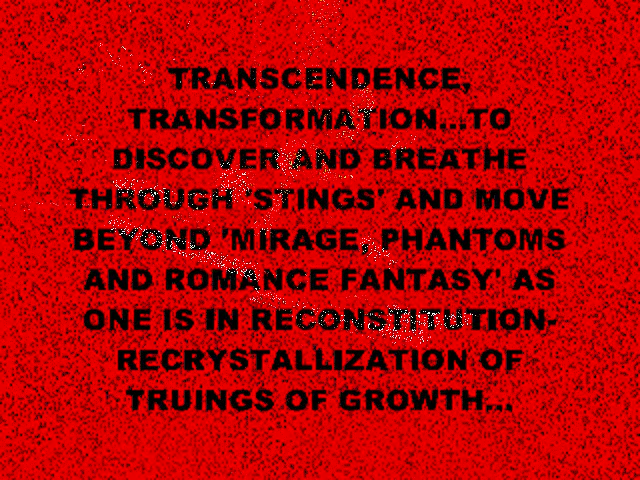 TRANSCENDENCE,
TRANSFORMATION...TO
DISCOVER AND BREATHE
THROUGH 'STINGS' AND MOVE
BEYOND 'MIRAGE, PHANTOMS
AND ROMANCE FANTASY' AS
ONE IS IN RECONSTITUTION-
RECRYSTALLIZATION OF
TRUINGS OF GROWTH...